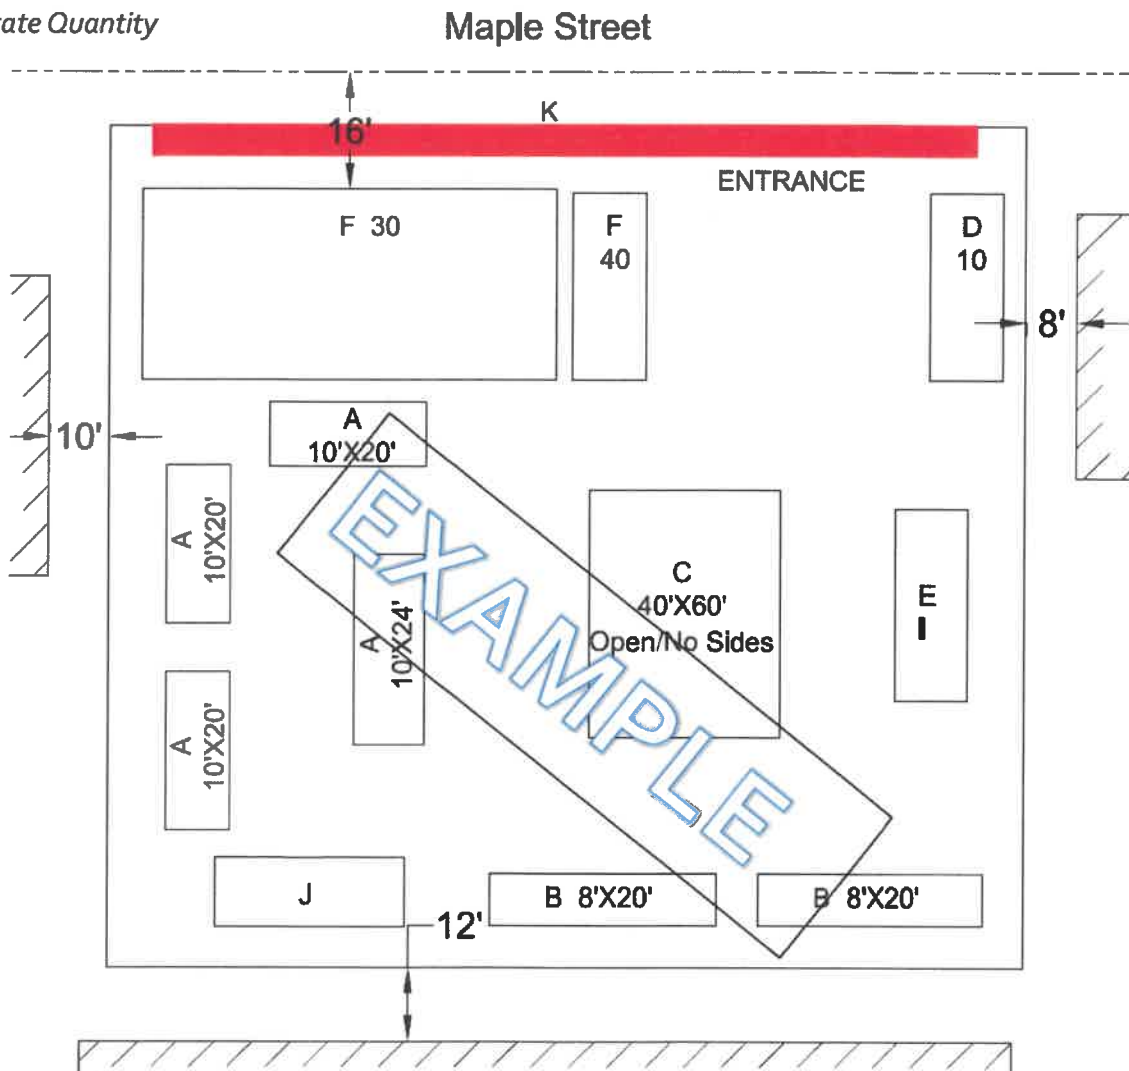 ate Quantity
Maple Street
K
16'
ENTRANCE
F 30
F
40
D
10
8'
10'
A
10'X20'
A
10'X20'
A
10'X24'
C
40'X60'
Open/No Sides
E
I
A
10'X20'
EXAMPLE
J
B 8'X20'
B 8'X20'
12'